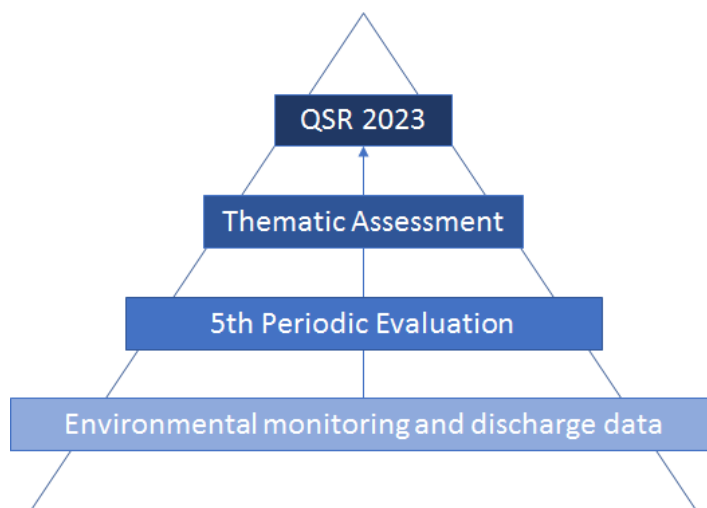 QSR 2023
Thematic Assessment
5th Periodic Evaluation
Environmental monitoring and discharge data